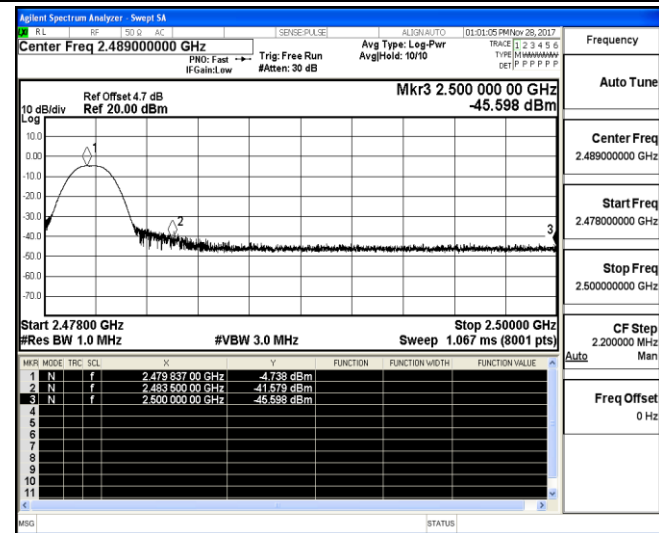 Agilent Spectrum Analyzer - Swept SA
RL RF 50 Ω AC SENSE:PULSE ALIGN AUTO 01:01:05 PM Nov 28, 2017
Center Freq 2.489000000 GHz
PNO: Fast
IFGain:Low
Trig: Free Run
#Atten: 30 dB
Avg Type: Log-Pwr
Avg|Hold: 10/10
TRACE 1 2 3 4 5 6
TYPE MWWWWW
DET P P P P P P
Ref Offset 4.7 dB
Ref 20.00 dBm
10 dB/div
Log
Mkr3 2.500 000 00 GHz
-45.598 dBm
10.0
0.00
-10.0
-20.0
-30.0
-40.0
-50.0
-60.0
-70.0
1
2
3
Start 2.47800 GHz
Stop 2.50000 GHz
#Res BW 1.0 MHz
#VBW 3.0 MHz
Sweep 1.067 ms (8001 pts)
MKR MODE TRC SCL X Y FUNCTION FUNCTION WIDTH FUNCTION VALUE
1 N f 2.479 837 00 GHz -4.738 dBm
2 N f 2.483 500 00 GHz -41.579 dBm
3 N f 2.500 000 00 GHz -45.598 dBm
4
5
6
7
8
9
10
11
MSG STATUS
Frequency
Auto Tune
Center Freq
2.489000000 GHz
Start Freq
2.478000000 GHz
Stop Freq
2.500000000 GHz
CF Step
2.200000 MHz
Auto Man
Freq Offset
0 Hz